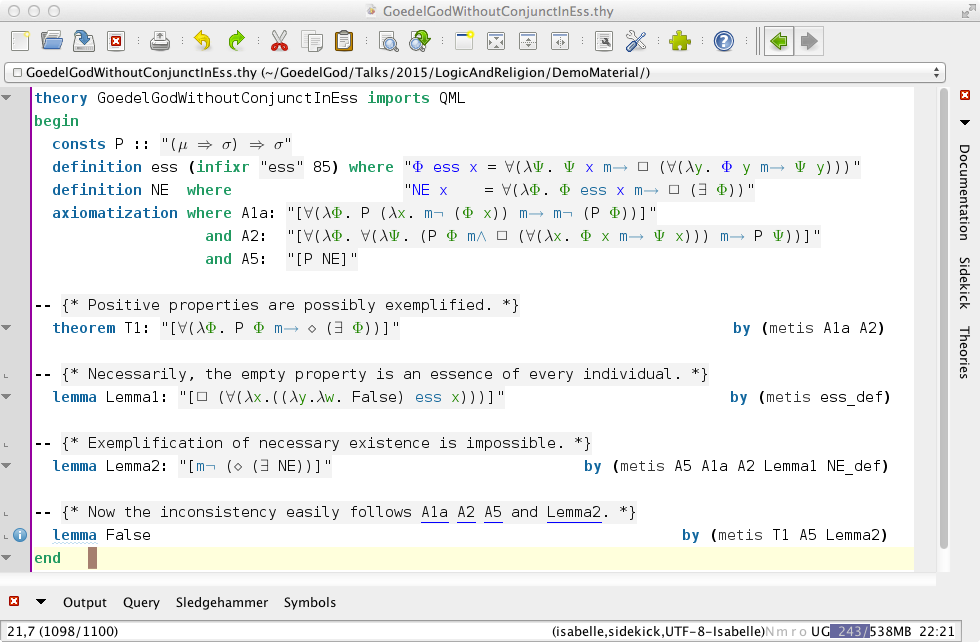 GoedelGodWithoutConjunctInEss.thy
GoedelGodWithoutConjunctInEss.thy (~/GoedelGod/Talks/2015/LogicAndReligion/DemoMaterial/)
theory GoedelGodWithoutConjunctInEss imports QML
begin
consts P :: "(μ ⇒ σ) ⇒ σ"
definition ess (infixr "ess" 85) where "Φ ess x = ∀(λΨ. Ψ x m→ □ (∀(λy. Φ y m→ Ψ y)))"
definition NE where "NE x = ∀(λΦ. Φ ess x m→ □ (∃ Φ))"
axiomatization where A1a: "[∀(λΦ. P (λx. m¬ (Φ x)) m→ m¬ (P Φ))]"
and A2: "[∀(λΦ. ∀(λΨ. (P Φ m∧ □ (∀(λx. Φ x m→ Ψ x))) m→ P Ψ))]"
and A5: "[P NE]"
-- {* Positive properties are possibly exemplified. *}
theorem T1: "[∀(λΦ. P Φ m→ ◇ (∃ Φ))]" by (metis A1a A2)
-- {* Necessarily, the empty property is an essence of every individual. *}
lemma Lemma1: "[□ (∀(λx.((λy.λw. False) ess x)))]" by (metis ess_def)
-- {* Exemplification of necessary existence is impossible. *}
lemma Lemma2: "[m¬ (◇ (∃ NE))]" by (metis A5 A1a A2 Lemma1 NE_def)
-- {* Now the inconsistency easily follows A1a A2 A5 and Lemma2. *}
lemma False by (metis T1 A5 Lemma2)
end
Documentation
Sidekick
Theories
Output Query Sledgehammer Symbols
21,7 (1098/1100) (isabelle,sidekick,UTF-8-Isabelle)Nmro UG 243/538MB 22:21